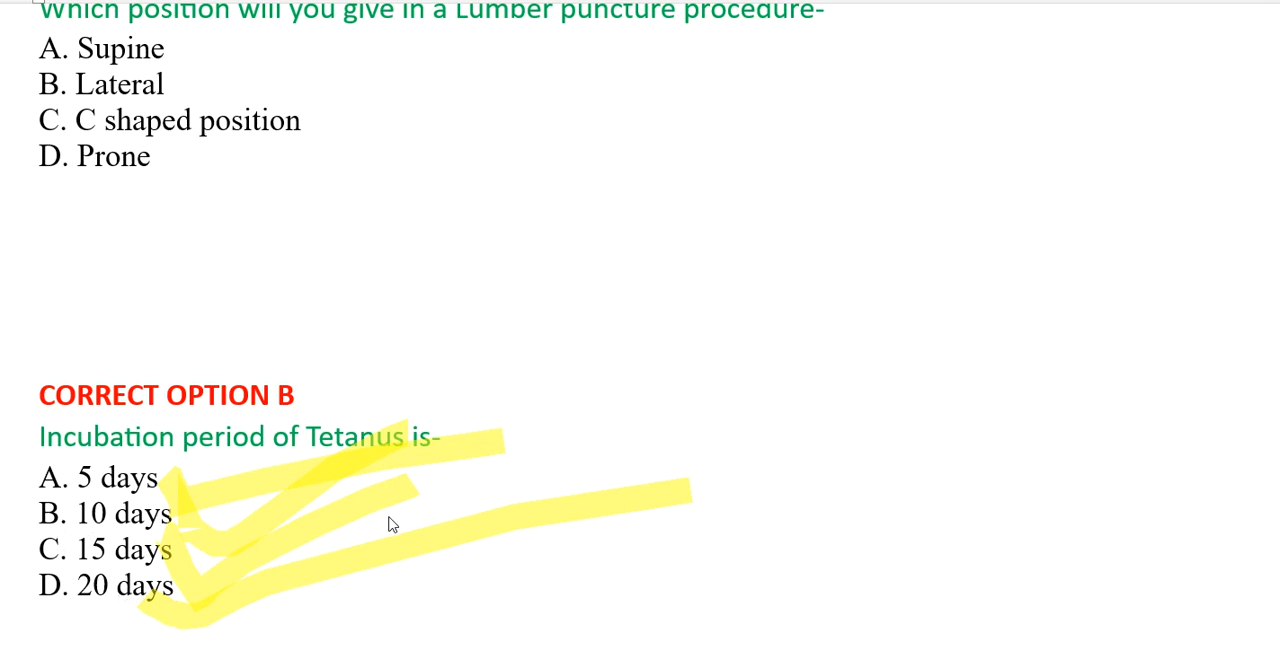 Which position will you give in a Lumber puncture procedure-
A. Supine
B. Lateral
C. C shaped position
D. Prone
CORRECT OPTION B
Incubation period of Tetanus is-
A. 5 days
B. 10 days
C. 15 days
D. 20 days